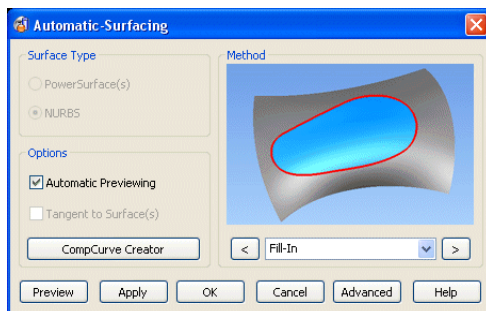 Automatic-Surfacing
Surface Type
PowerSurface(s)
NURBS
Options
Automatic Previewing
Tangent to Surface(s)
CompCurve Creator
Method
< Fill-In >
Preview Apply OK Cancel Advanced Help